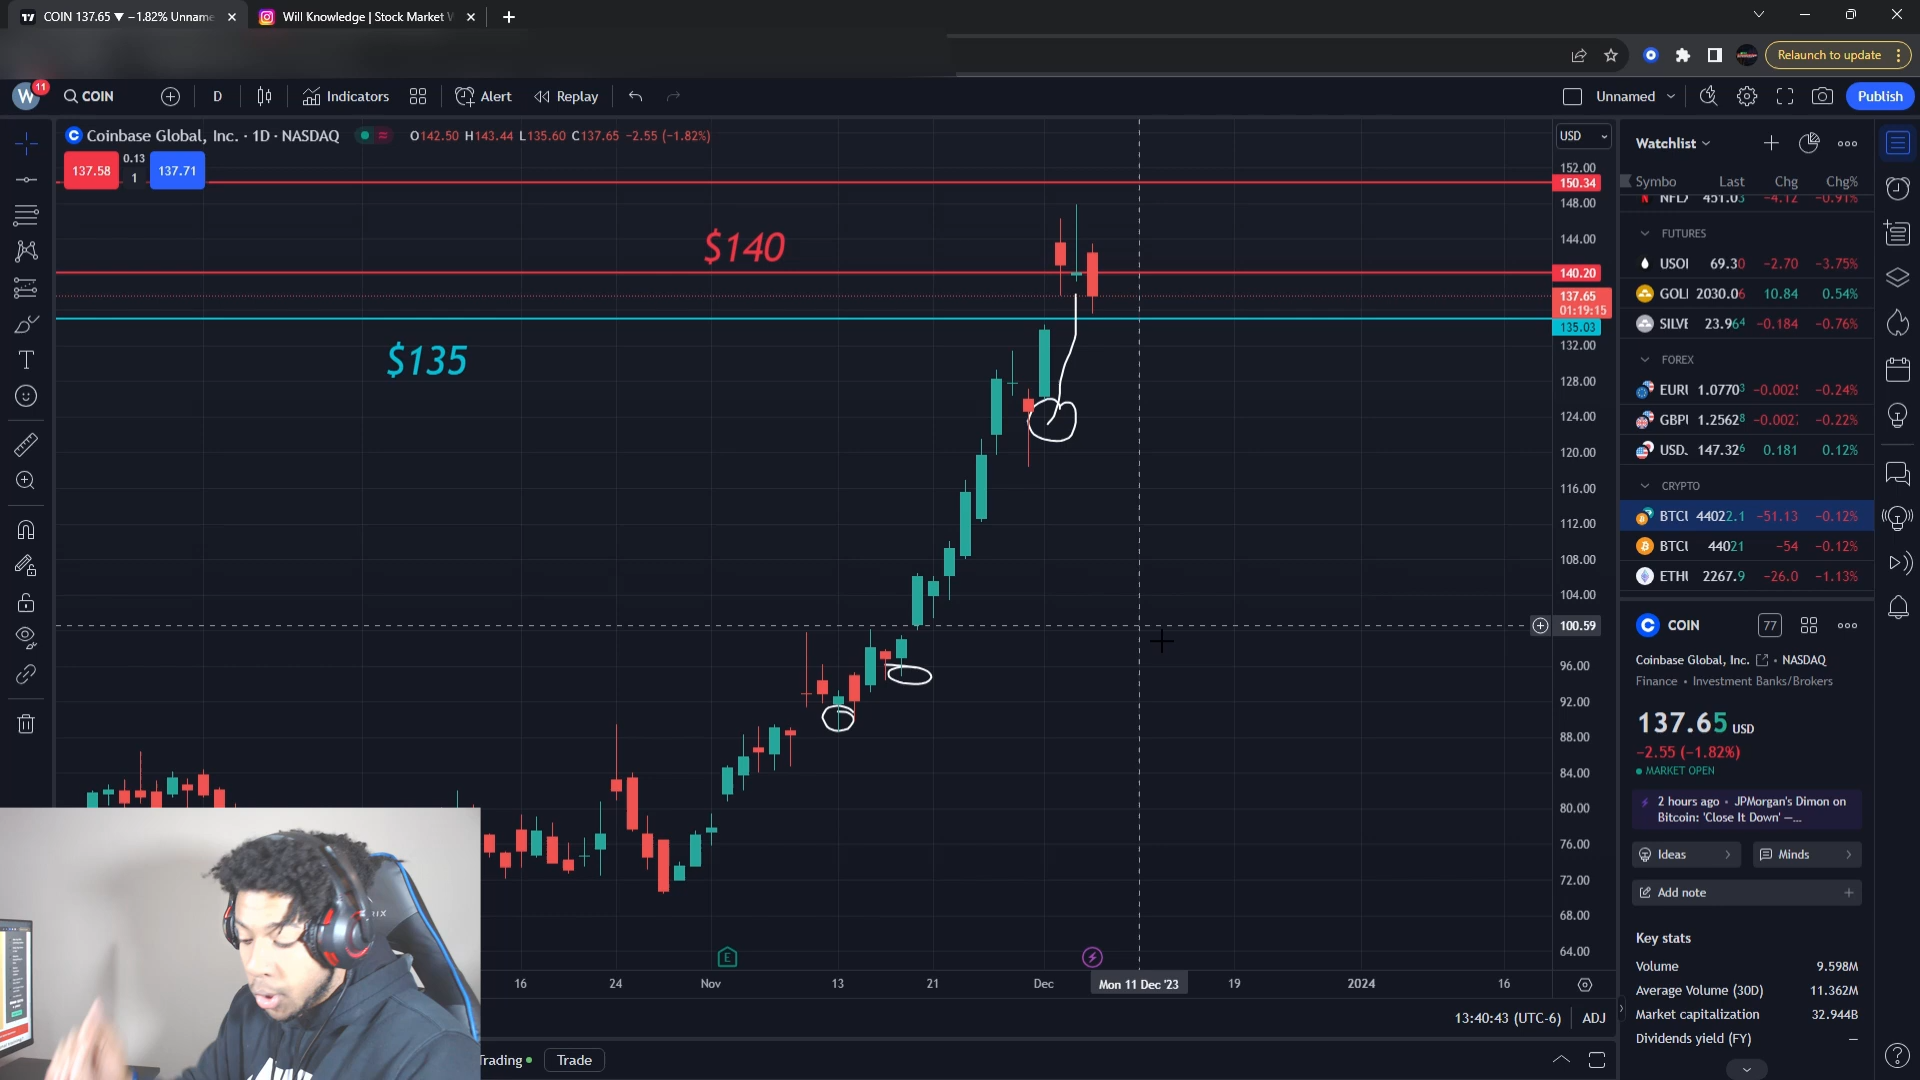 COIN 137.65 ▼ −1.82% Unname
Will Knowledge | Stock Market W
Relaunch to update
W 11 COIN D Indicators Alert Replay Unnamed Publish
Coinbase Global, Inc. · 1D · NASDAQ O142.50 H143.44 L135.60 C137.65 −2.55 (−1.82%)
137.58 0.13 1 137.71
USD
152.00
150.34
148.00
144.00
140.20
137.65
01:19:15
135.03
132.00
128.00
124.00
120.00
116.00
112.00
108.00
104.00
100.59
96.00
92.00
88.00
84.00
80.00
76.00
72.00
68.00
64.00
$140
$135
E
16 24 Nov 13 21 Dec Mon 11 Dec '23 19 2024 16
13:40:43 (UTC-6) ADJ
Trading Trade
Watchlist
Symbo Last Chg Chg%
NFLX 451.03 −4.12 −0.91%
FUTURES
USOI 69.30 −2.70 −3.75%
GOLI 2030.06 10.84 0.54%
SILVE 23.964 −0.184 −0.76%
FOREX
EURI 1.07703 −0.002 −0.24%
GBPI 1.25628 −0.002 −0.22%
USD. 147.326 0.181 0.12%
CRYPTO
BTCI 44022.1 −51.13 −0.12%
BTCI 44021 −54 −0.12%
ETHI 2267.9 −26.0 −1.13%
COIN 77
Coinbase Global, Inc. • NASDAQ
Finance • Investment Banks/Brokers
137.65 USD
−2.55 (−1.82%)
MARKET OPEN
2 hours ago • JPMorgan's Dimon on
Bitcoin: 'Close It Down' —...
Ideas Minds
Add note
Key stats
Volume 9.598M
Average Volume (30D) 11.362M
Market capitalization 32.944B
Dividends yield (FY) —